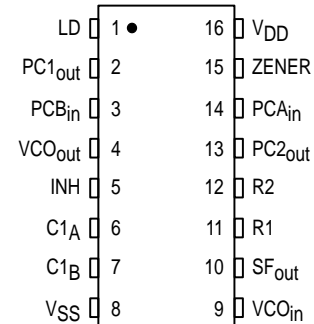 LD 1 16 VDD
PC1out 2 15 ZENER
PCBin 3 14 PCAin
VCOout 4 13 PC2out
INH 5 12 R2
C1A 6 11 R1
C1B 7 10 SFout
VSS 8 9 VCOin